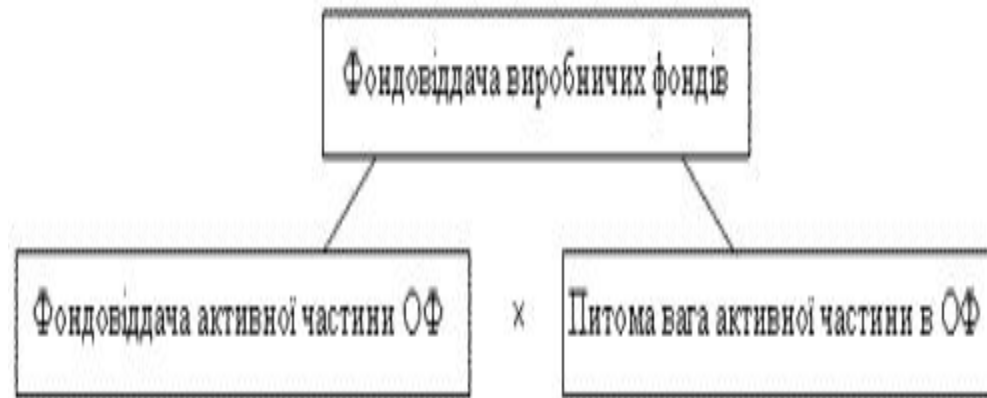 Фондовіддача виробничих фондів
Фондовіддача активної частини ОФ х Питома вага активної частини в ОФ